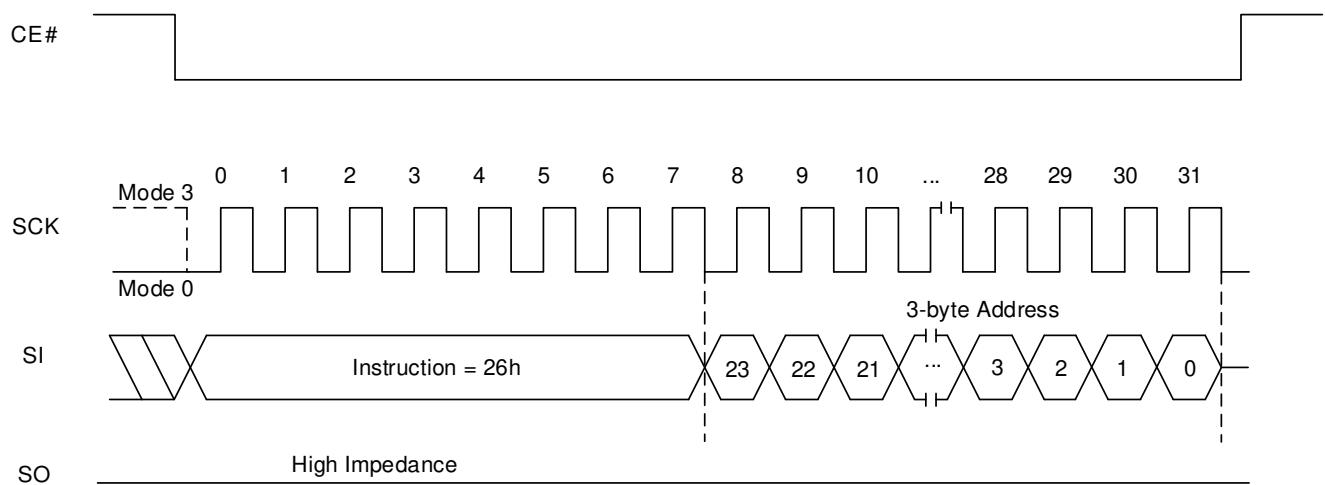 CE#
0 1 2 3 4 5 6 7 8 9 10 ... 28 29 30 31
Mode 3
SCK
Mode 0
3-byte Address
SI
Instruction = 26h
23 22 21 ... 3 2 1 0
High Impedance
SO